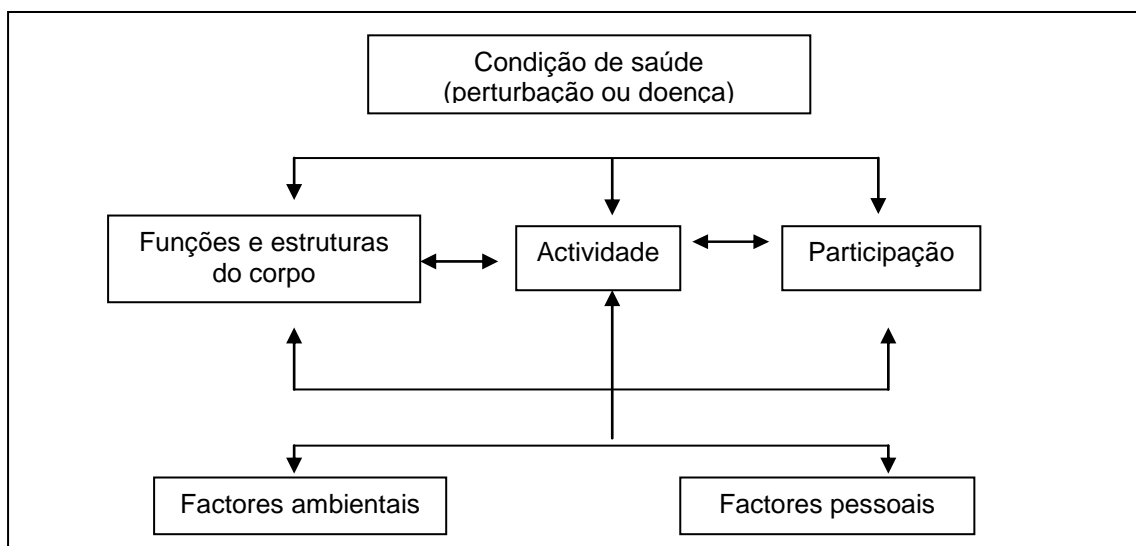 Condição de saúde
(perturbação ou doença)
Funções e estruturas
do corpo
Actividade
Participação
Factores ambientais
Factores pessoais